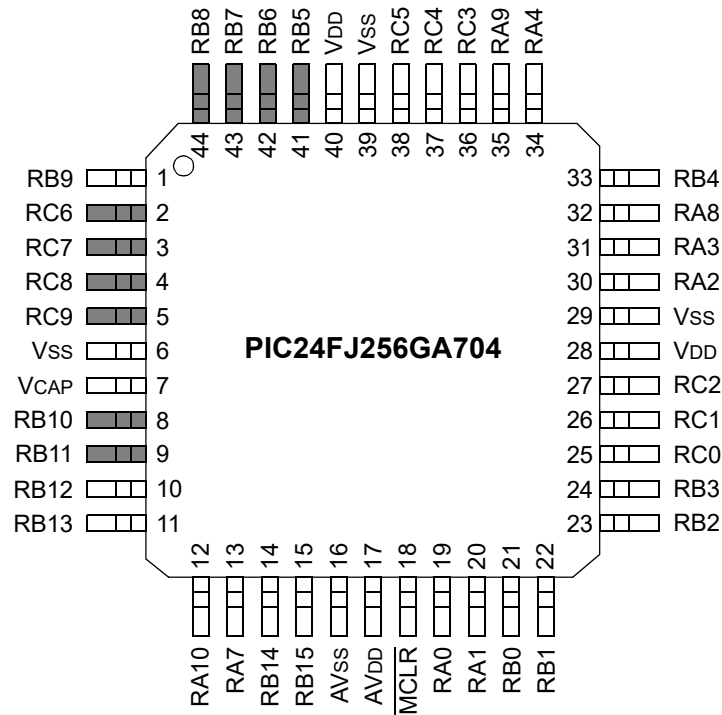 RB8 RB7 RB6 RB5 VDD VSS RC5 RC4 RC3 RA9 RA4
44 43 42 41 40 39 38 37 36 35 34
RB9 1
RC6 2
RC7 3
RC8 4
RC9 5
VSS 6
VCAP 7
RB10 8
RB11 9
RB12 10
RB13 11
PIC24FJ256GA704
33 RB4
32 RA8
31 RA3
30 RA2
29 VSS
28 VDD
27 RC2
26 RC1
25 RC0
24 RB3
23 RB2
12 13 14 15 16 17 18 19 20 21 22
RA10 RA7 RB14 RB15 AVSS AVDD MCLR RA0 RA1 RB0 RB1